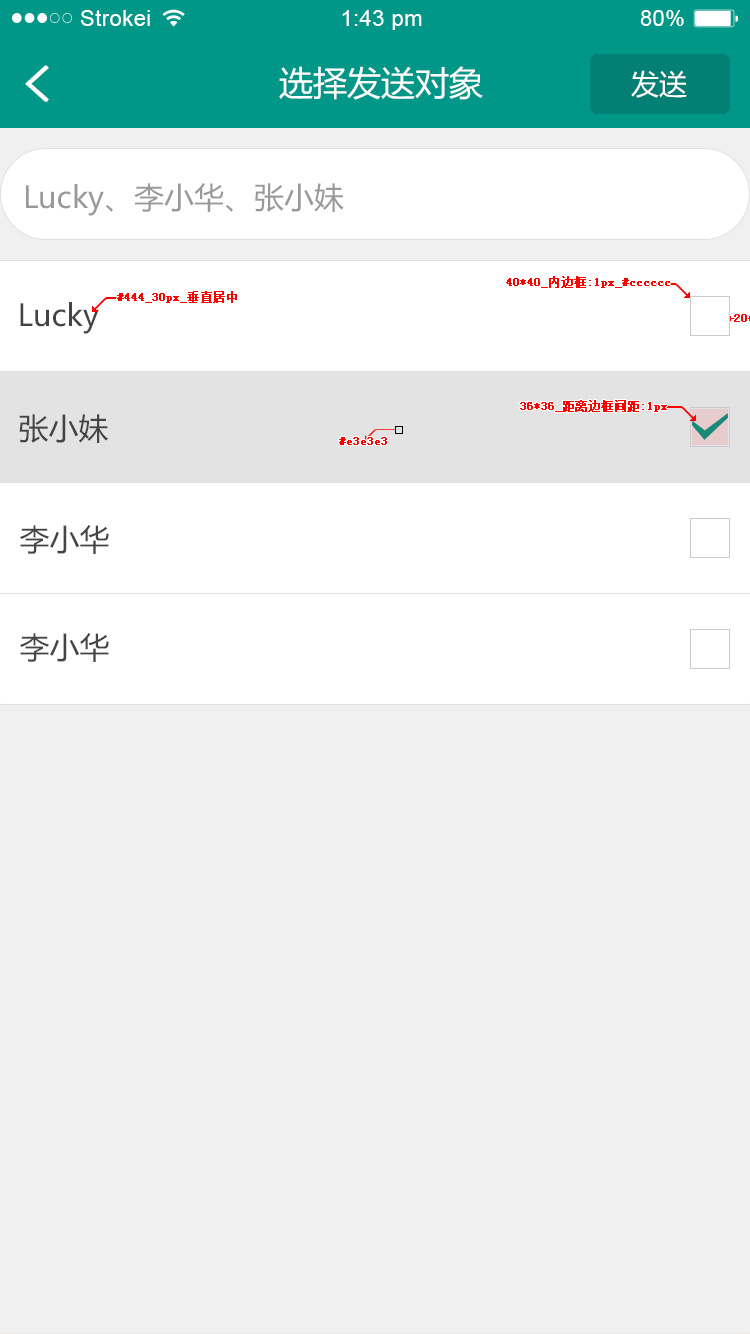 Strokei 1:43 pm 80%
选择发送对象 发送
Lucky、李小华、张小妹
#444_30px_垂直居中
40*40_内边框:1px_#cccccc
Lucky
20
36*36_距离边框间距:1px
张小妹
#e3e3e3
李小华
李小华